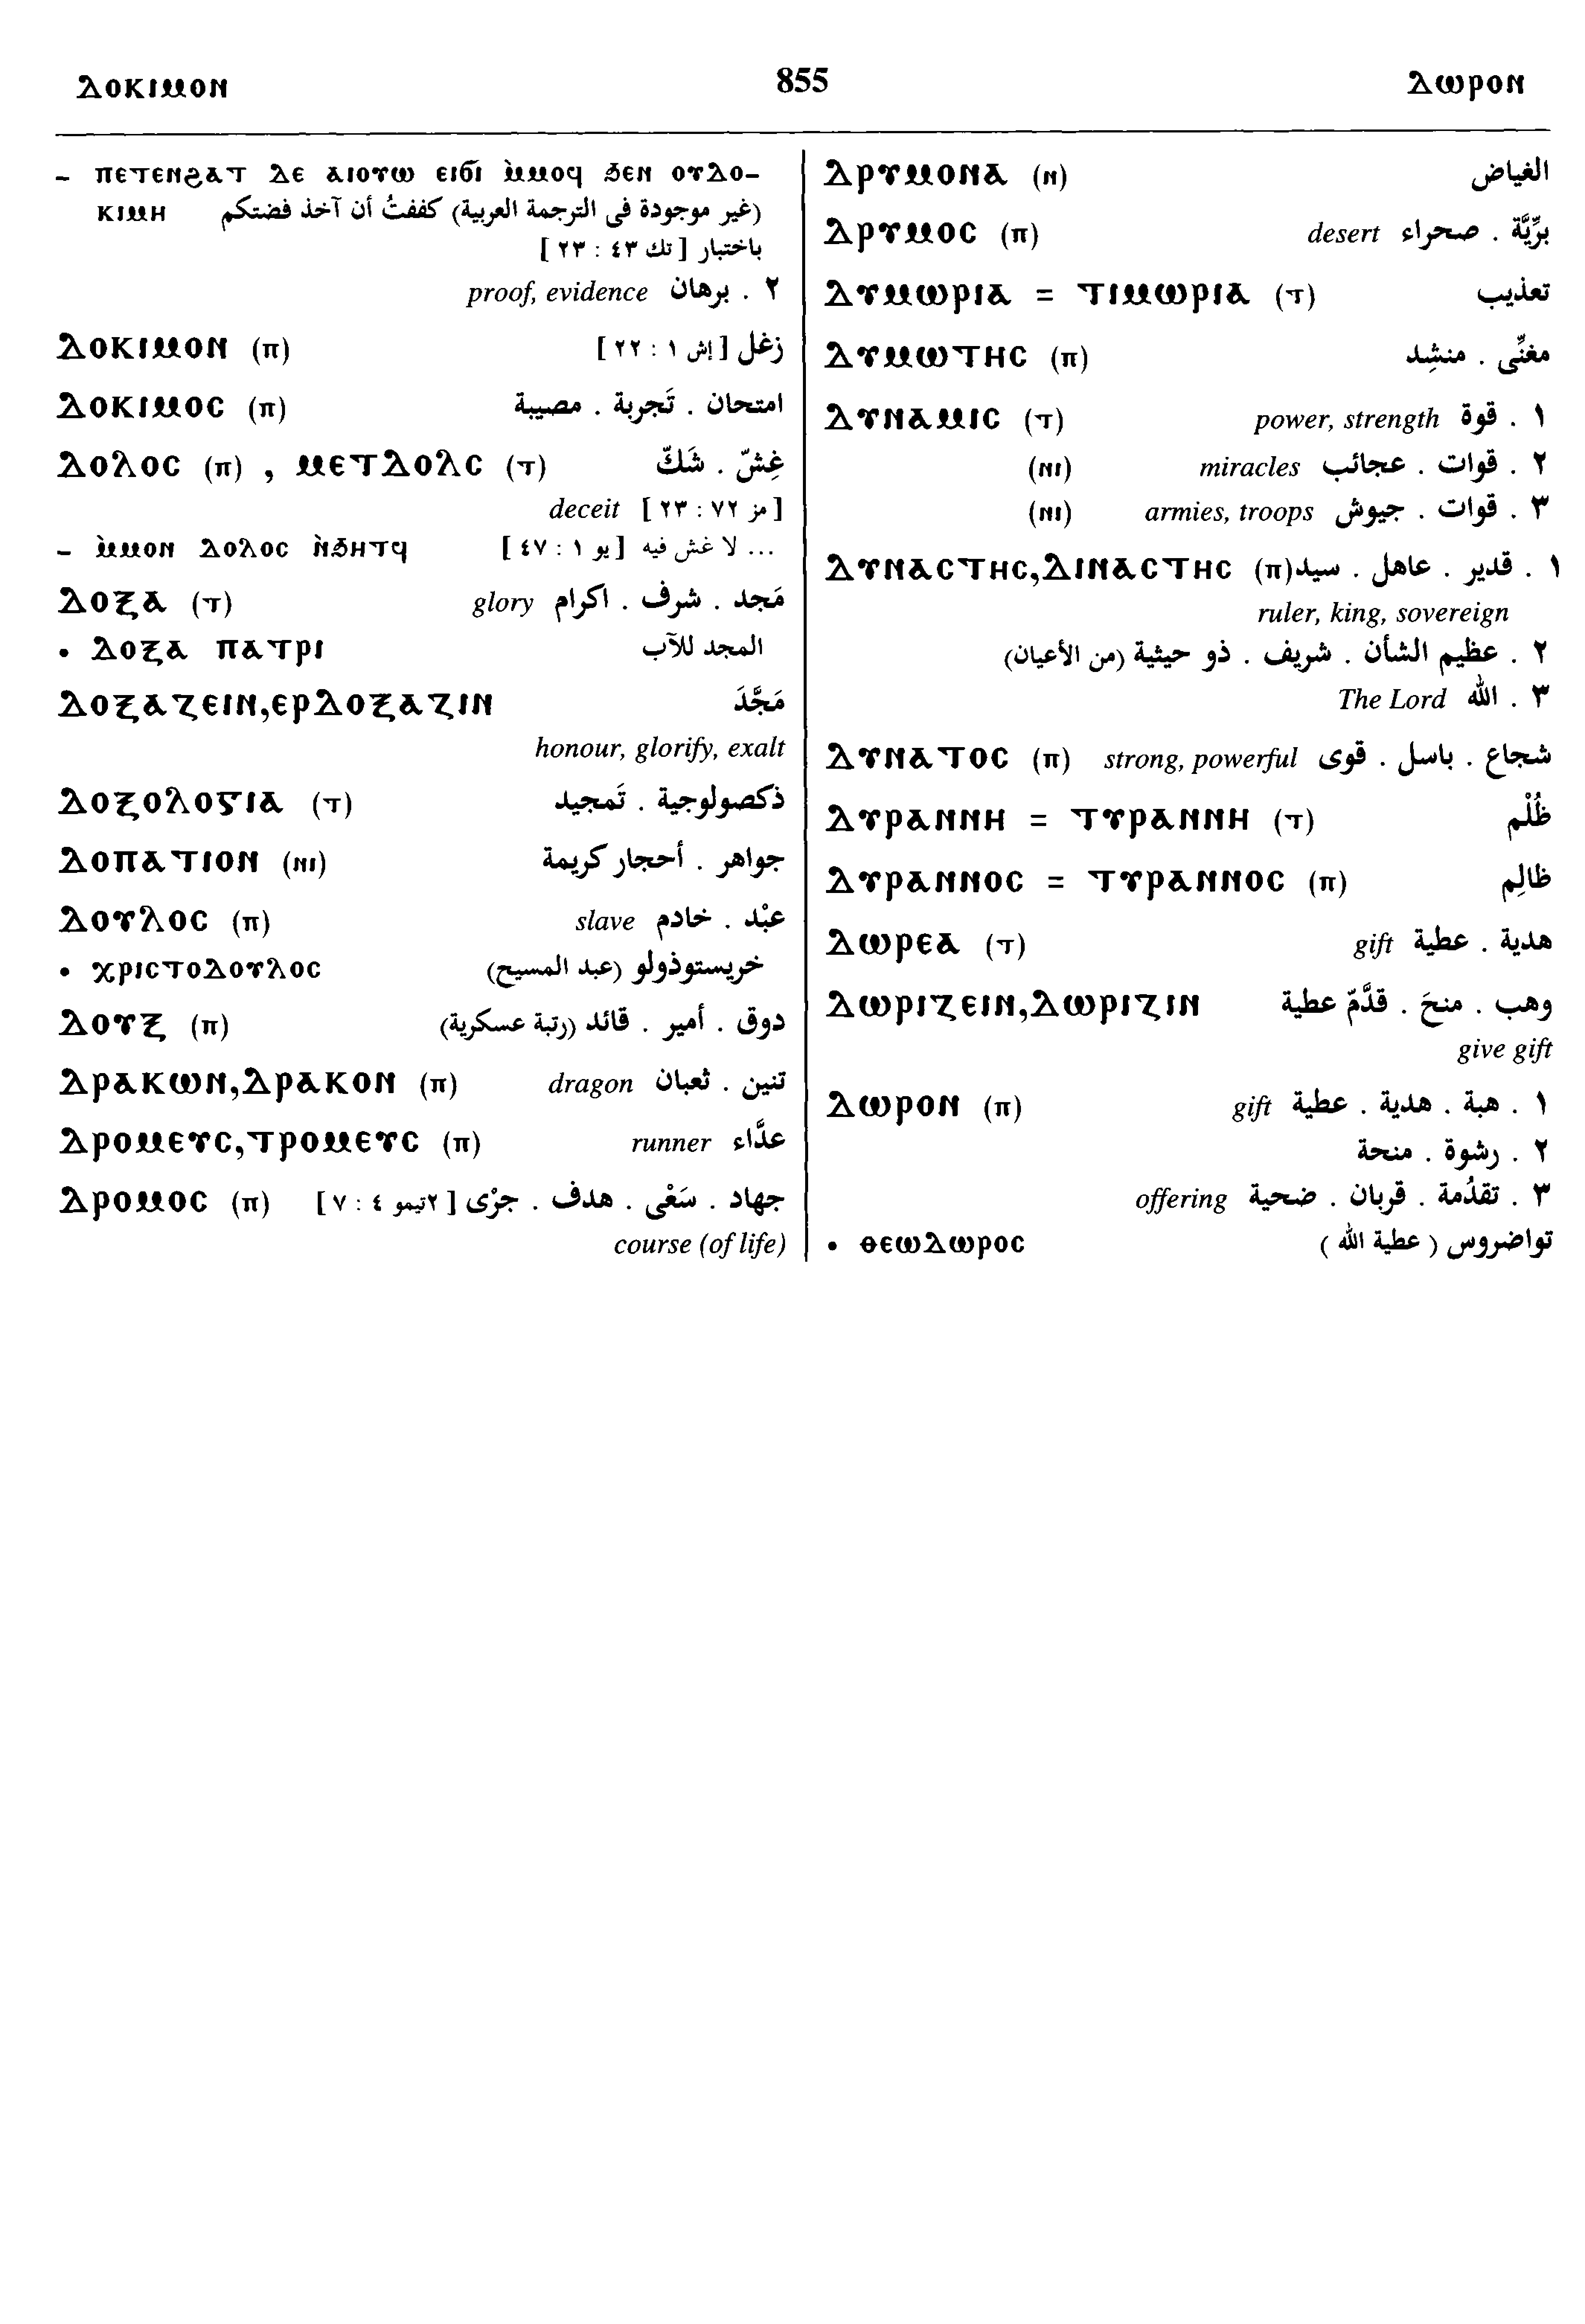 ⲆⲟⲕⲓⲙⲟⲚ 855 Ⲇⲱⲣⲟⲛ
– ⲡⲉⲧⲉⲛϩⲁⲧ ⲇⲉ ⲁⲓⲟⲩⲱ ⲉⲓϭⲓ ⲙ̀ⲙⲟϥ ϧⲉⲛ ⲟⲩⲇⲟ-
ⲕⲓⲙⲏ (غير موجودة فى الترجمة العربية) كففتُ أن آخذ فضتكم
باختبار [تك ٤٣ : ٢٣]
٢ . برهان proof, evidence
Ⲇⲟⲕⲓⲙⲟⲛ (ⲡ) زغل [إش ١ : ٢٢]
Ⲇⲟⲕⲓⲙⲟⲥ (ⲡ) امتحان . تَجربة . مصيبة
Ⲇⲟⲗⲟⲥ (ⲡ) , ⲙⲉⲧⲇⲟⲗⲥ (ⲧ) غِشّ . شَكّ
[مز ٧٢ : ٢٣] deceit
– ⲙ̀ⲙⲟⲛ ⲇⲟⲗⲟⲥ ⲛ̀ϧⲏⲧϥ ... لا غش فيه [يو ١ : ٤٧]
Ⲇⲟⲝⲁ (ⲧ) مَجد . شرف . اكرام glory
• Ⲇⲟⲝⲁ ⲡⲁⲧⲣⲓ المجد للآب
Ⲇⲟⲝⲁⲍⲉⲓⲛ,ⲉⲣⲇⲟⲝⲁⲍⲓⲛ مَجَّدَ
honour, glorify, exalt
Ⲇⲟⲝⲟⲗⲟⲅⲓⲁ (ⲧ) ذكصولوجية . تَمجيد
Ⲇⲟⲡⲁⲧⲓⲟⲛ (ⲛⲓ) جواهر . أحجار كريمة
Ⲇⲟⲩⲗⲟⲥ (ⲡ) عبْد . خادم slave
• ⲭⲣⲓⲥⲧⲟⲇⲟⲩⲗⲟⲥ خريستوذولو (عبد المسيح)
Ⲇⲟⲩⲝ (ⲡ) دوق . أمير . قائد (رتبة عسكرية)
Ⲇⲣⲁⲕⲱⲛ,Ⲇⲣⲁⲕⲟⲛ (ⲡ) تنين . ثعبان dragon
Ⲇⲣⲟⲙⲉⲩⲥ,ⲧⲣⲟⲙⲉⲩⲥ (ⲡ) عدَّاء runner
Ⲇⲣⲟⲙⲟⲥ (ⲡ) جهاد . سَعْى . هدف . جرْى [٢تيمو ٤ : ٧]
course (of life)
Ⲇⲣⲩⲙⲟⲛⲁ (ⲛ) الغياض
Ⲇⲣⲩⲙⲟⲥ (ⲡ) برِّيَّة . صحراء desert
Ⲇⲩⲙⲱⲣⲓⲁ = ⲧⲓⲙⲱⲣⲓⲁ (ⲧ) تعذيب
Ⲇⲩⲙⲱⲧⲏⲥ (ⲡ) مغنِّى . منشِد
Ⲇⲩⲛⲁⲙⲓⲥ (ⲧ) ١ . قوة power, strength
(ⲛⲓ) ٢ . قوات . عجائب miracles
(ⲛⲓ) ٣ . قوات . جيوش armies, troops
Ⲇⲩⲛⲁⲥⲧⲏⲥ,Ⲇⲓⲛⲁⲥⲧⲏⲥ (ⲡ) ١ . قدير . عاهل . سيد
ruler, king, sovereign
٢ . عظيم الشأن . شريف . ذو حيثية (من الأعيان)
٣ . الله The Lord
Ⲇⲩⲛⲁⲧⲟⲥ (ⲡ) شجاع . باسل . قوى strong, powerful
Ⲇⲩⲣⲁⲛⲛⲏ = ⲧⲩⲣⲁⲛⲛⲏ (ⲧ) ظُلْم
Ⲇⲩⲣⲁⲛⲛⲟⲥ = ⲧⲩⲣⲁⲛⲛⲟⲥ (ⲡ) ظالِم
Ⲇⲱⲣⲉⲁ (ⲧ) هدية . عطية gift
Ⲇⲱⲣⲓⲍⲉⲓⲛ,Ⲇⲱⲣⲓⲍⲓⲛ وهب . منحَ . قدَّمَ عطية
give gift
Ⲇⲱⲣⲟⲛ (ⲡ) ١ . هبة . هدية . عطية gift
٢ . رشوة . منحة
٣ . تقدُمة . قربان . ضحية offering
• ⲑⲉⲱⲇⲱⲣⲟⲥ تواضروس ( عطية الله )